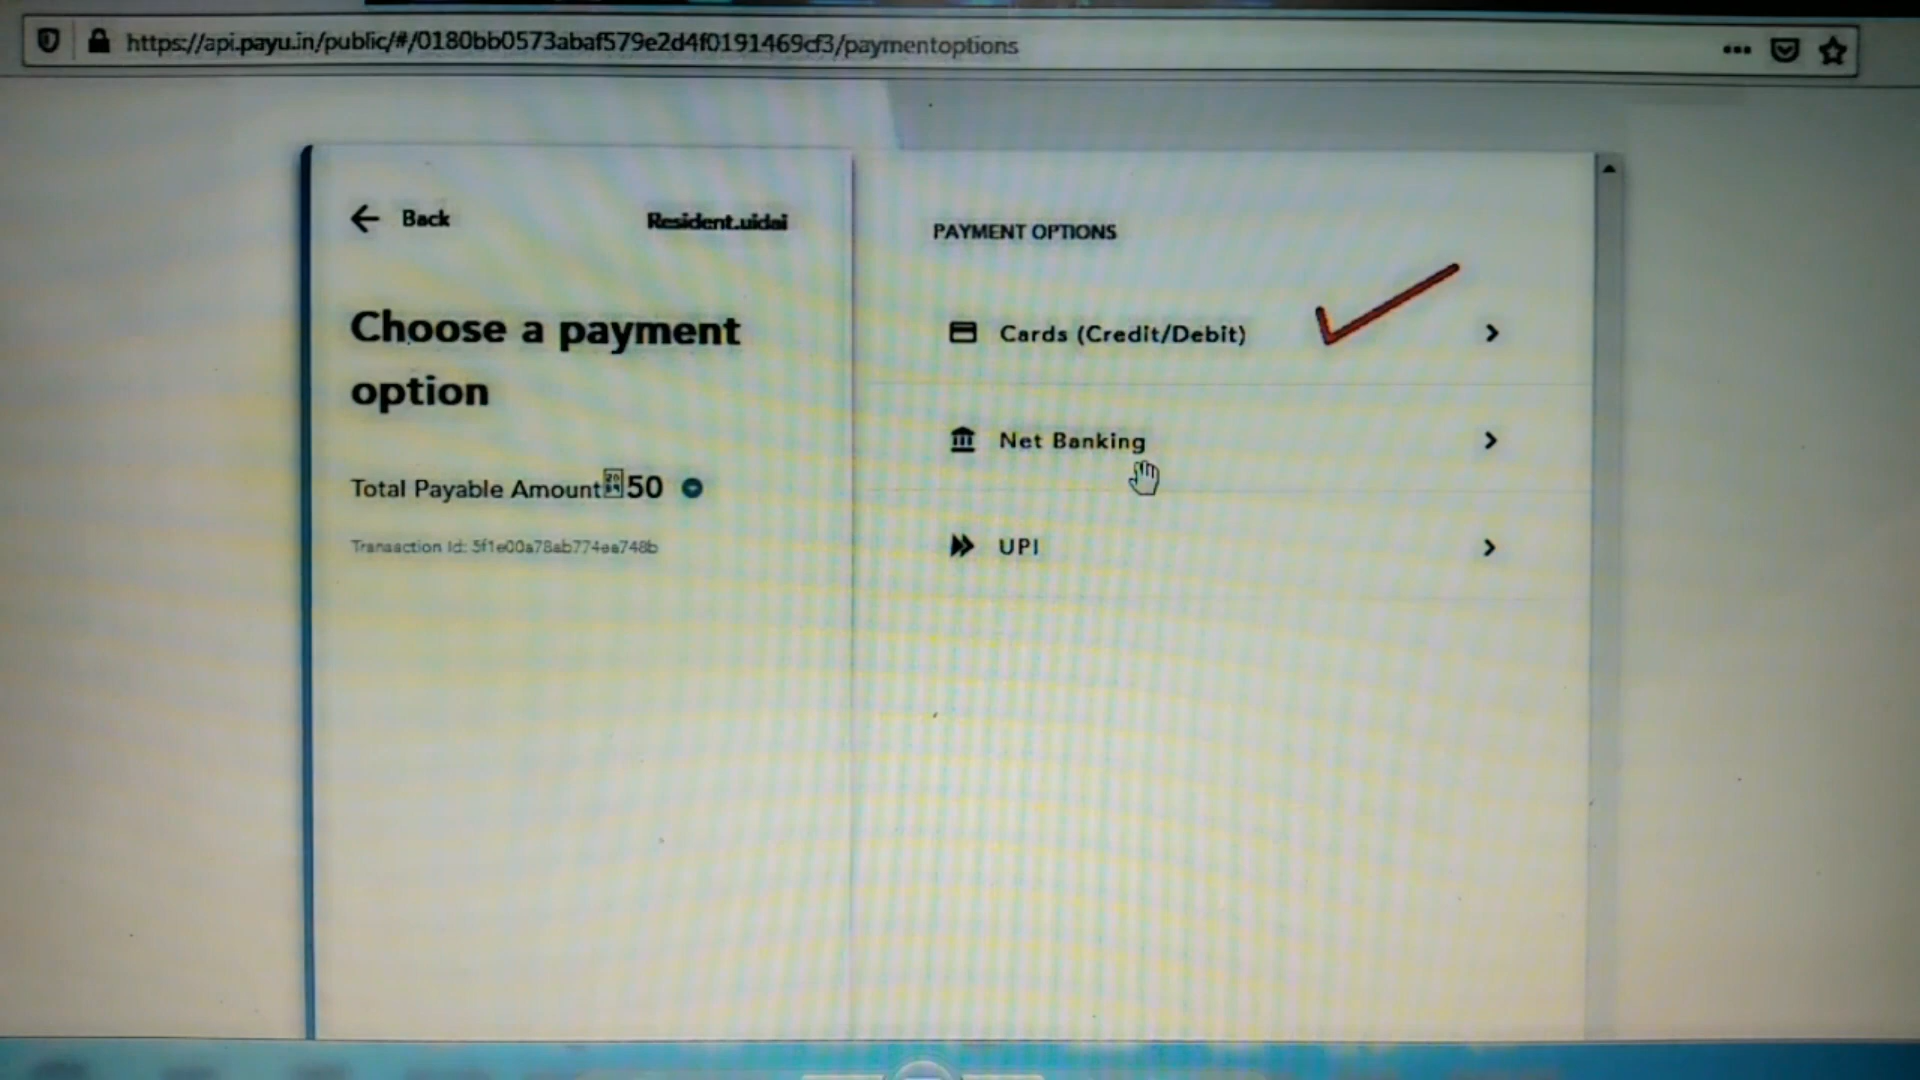 https://api.payu.in/public/#/0180bb0573abaf579e2d4f0191469cf3/paymentoptions
Back
Resident.uidai
Choose a payment
option
Total Payable Amount 50
Transaction Id: 5f1e00a78ab774ea748b
PAYMENT OPTIONS
Cards (Credit/Debit)
Net Banking
UPI